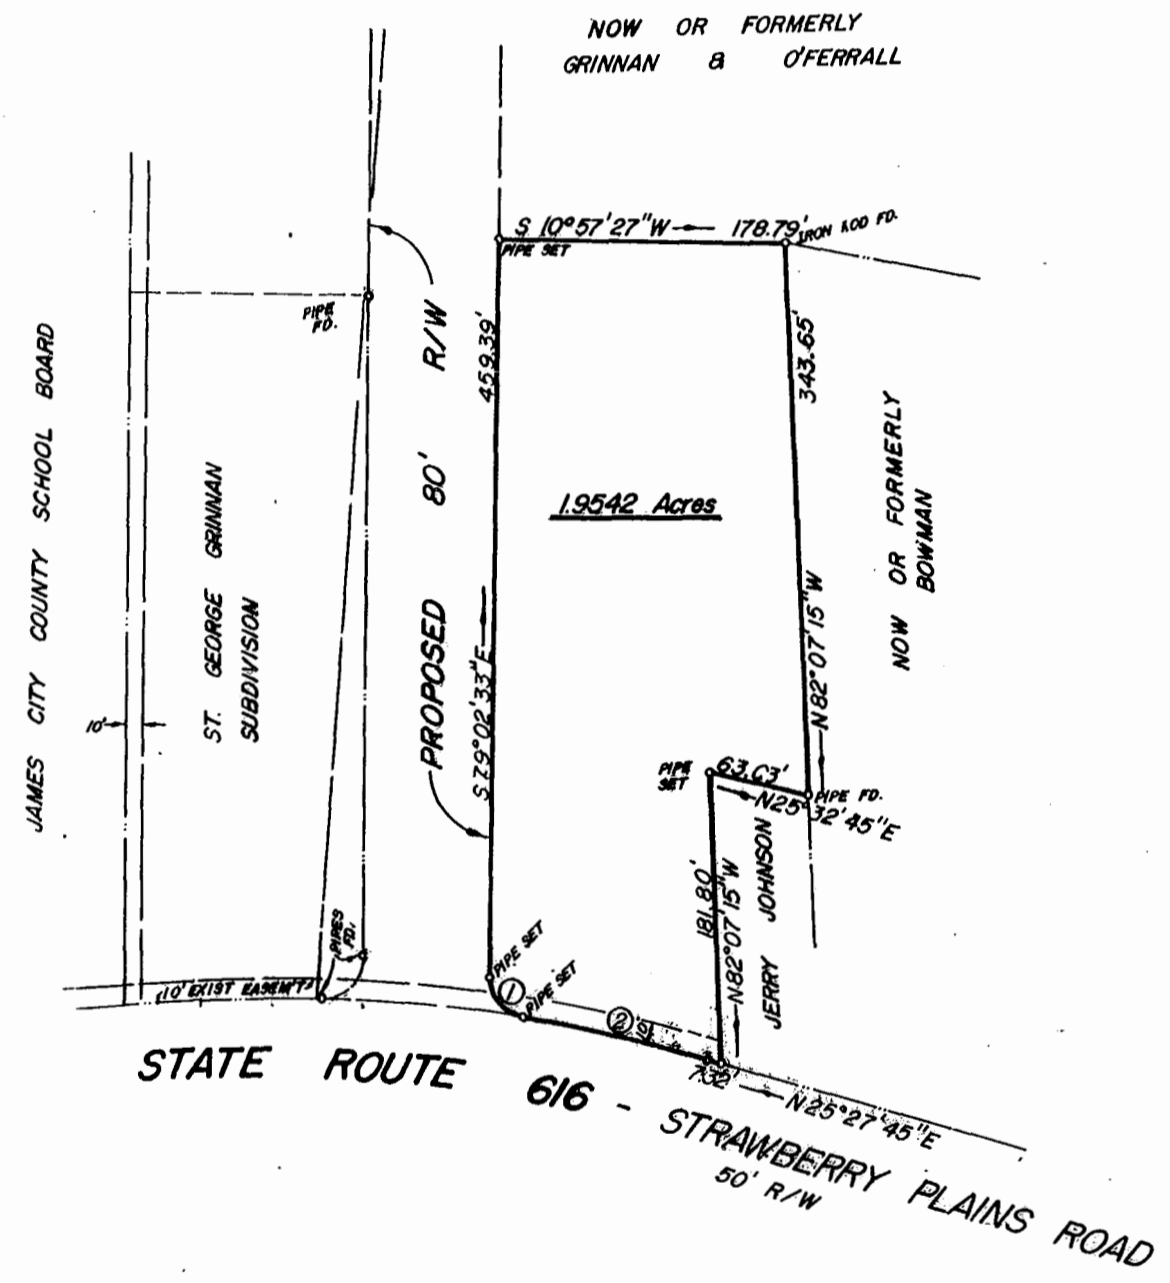 NOW OR FORMERLY
GRINNAN & O'FERRALL
S 10°57'27"W
178.79'
IRON ROD FD.
PIPE SET
PIPE
FD.
R/W
80'
PROPOSED
459.39'
S 79°02'33"E
343.65'
N 82°07'15"W
1.9542 Acres
NOW OR FORMERLY
BOWMAN
JAMES CITY COUNTY SCHOOL BOARD
ST. GEORGE GRINNAN
SUBDIVISION
10'
PIPE
SET
63.63'
PIPE FD.
N25°32'45"E
181.80'
N82°07'15"W
JERRY JOHNSON
PIPES
FD.
10' EXIST EASEM'T
PIPE SET
1
PIPE SET
2
10'
7.32'
N25°27'45"E
STATE ROUTE 616 - STRAWBERRY PLAINS ROAD
50' R/W